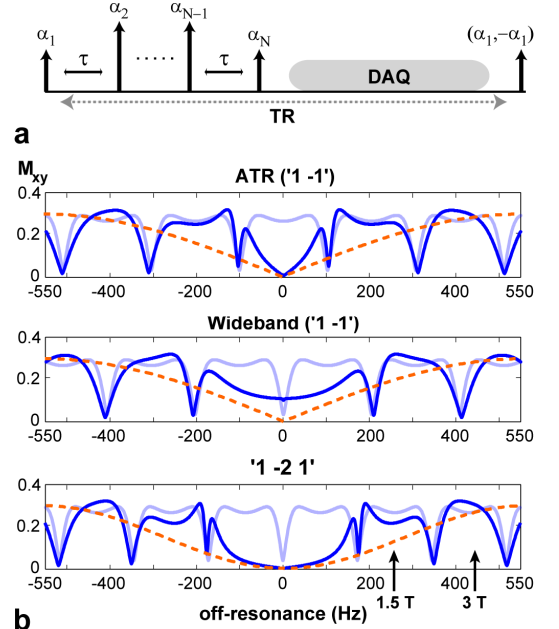 α1 α2 αN−1 αN (α1,−α1)
τ ..... τ
DAQ
TR
a
Mxy
ATR ('1 -1')
0.4
0.2
0
-550 -400 -200 0 200 400 550
Wideband ('1 -1')
0.4
0.2
0
-550 -400 -200 0 200 400 550
'1 -2 1'
0.4
0.2
0
-550 -400 -200 0 200 400 550
1.5 T 3 T
b off-resonance (Hz)